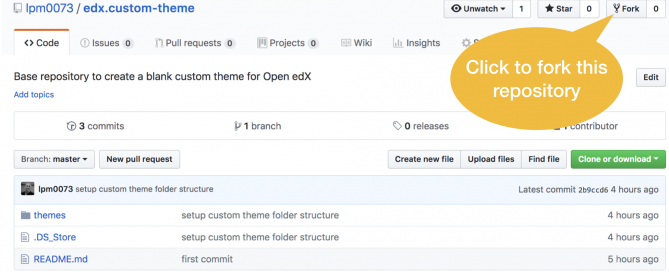 lpm0073 / edx.custom-theme
Unwatch 1 Star 0 Fork 0
Code Issues 0 Pull requests 0 Projects 0 Wiki Insights
Click to fork this
repository
Base repository to create a blank custom theme for Open edX
Edit
Add topics
3 commits 1 branch 0 releases contributor
Branch: master New pull request Create new file Upload files Find file Clone or download
lpm0073 setup custom theme folder structure Latest commit 2b9ccd6 4 hours ago
themes setup custom theme folder structure 4 hours ago
.DS_Store setup custom theme folder structure 4 hours ago
README.md first commit 5 hours ago